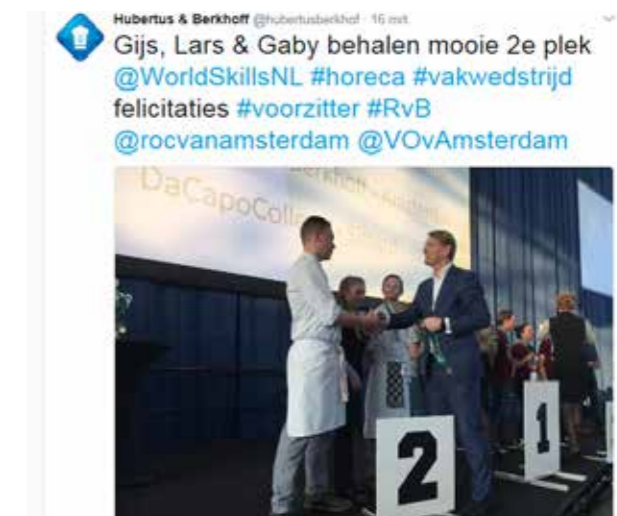 Hubertus & Berkhoff @hubertusberkhof · 16 mrt
Gijs, Lars & Gaby behalen mooie 2e plek
@WorldSkillsNL #horeca #vakwedstrijd
felicitaties #voorzitter #RvB
@rocvanamsterdam @VOvAmsterdam
DaCapoColle
2
1